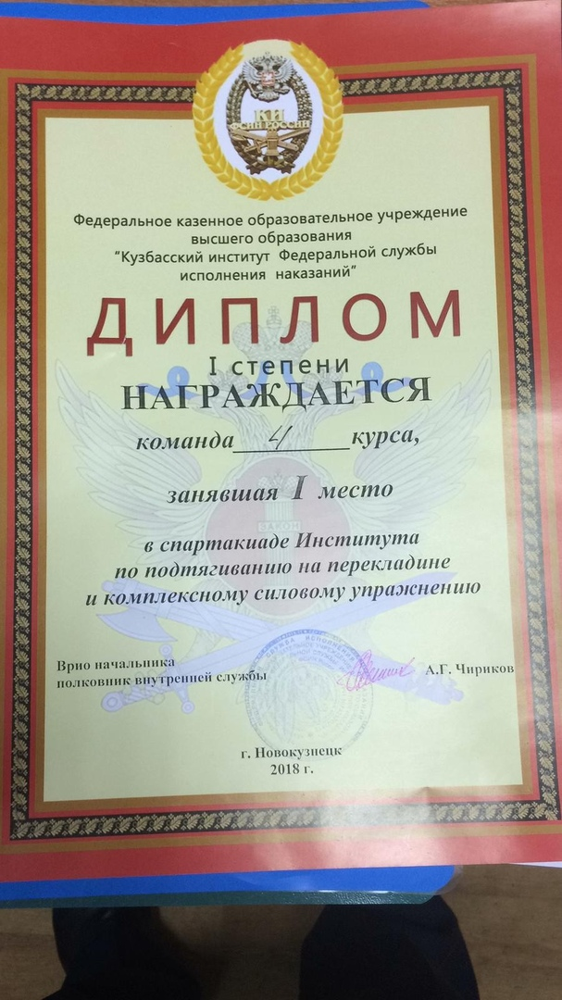 КИ
ФСИН РОССИИ
Федеральное казенное образовательное учреждение
высшего образования
"Кузбасский институт Федеральной службы
исполнения наказаний"
ДИПЛОМ
I степени
НАГРАЖДАЕТСЯ
команда 4 курса,
занявшая I место
ЗАКОН
в спартакиаде Института
по подтягиванию на перекладине
и комплексному силовому упражнению
Врио начальника
полковник внутренней службы
А.Г. Чириков
г. Новокузнецк
2018 г.